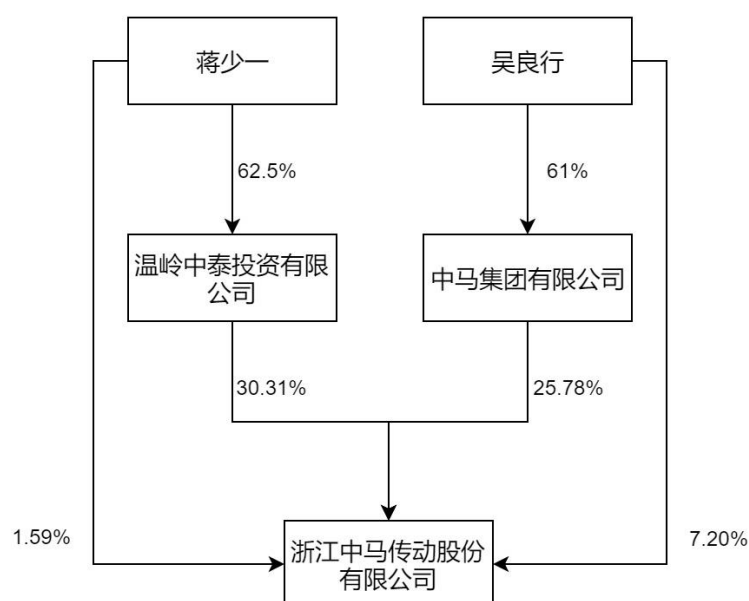 蒋少一
吴良行
62.5%
61%
温岭中泰投资有限
公司
中马集团有限公司
30.31%
25.78%
1.59%
浙江中马传动股份
有限公司
7.20%